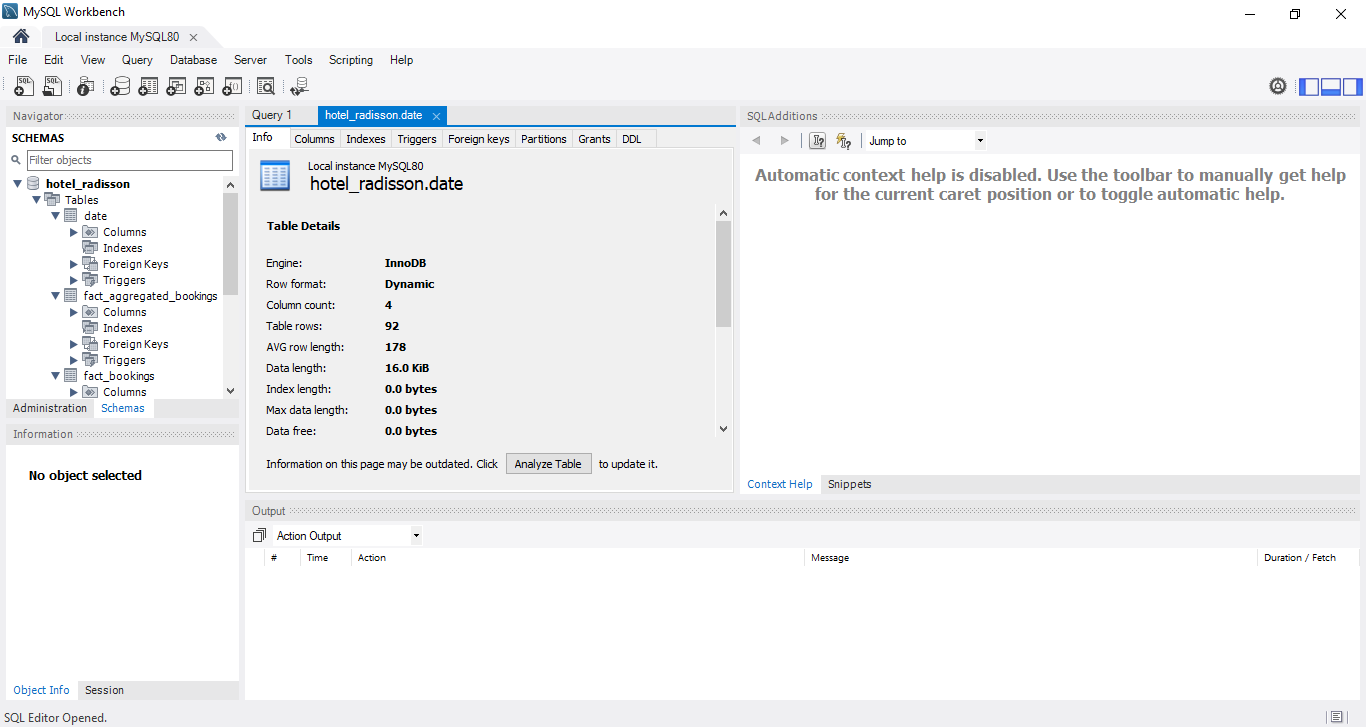 MySQL Workbench
Local instance MySQL80
File Edit View Query Database Server Tools Scripting Help
Navigator
SCHEMAS
Filter objects
hotel_radisson
Tables
date
Columns
Indexes
Foreign Keys
Triggers
fact_aggregated_bookings
Columns
Indexes
Foreign Keys
Triggers
fact_bookings
Columns
Administration Schemas
Information
No object selected
Object Info Session
Query 1 hotel_radisson.date
Info Columns Indexes Triggers Foreign keys Partitions Grants DDL
Local instance MySQL80
hotel_radisson.date
Table Details
Engine: InnoDB
Row format: Dynamic
Column count: 4
Table rows: 92
AVG row length: 178
Data length: 16.0 KiB
Index length: 0.0 bytes
Max data length: 0.0 bytes
Data free: 0.0 bytes
Information on this page may be outdated. Click Analyze Table to update it.
SQLAdditions
Jump to
Automatic context help is disabled. Use the toolbar to manually get help
for the current caret position or to toggle automatic help.
Context Help Snippets
Output
Action Output
# Time Action Message Duration / Fetch
SQL Editor Opened.